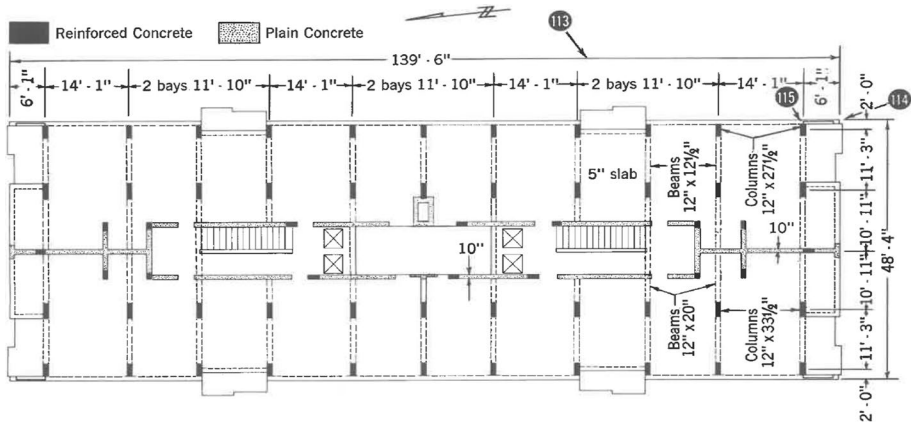 113
Reinforced Concrete
Plain Concrete
139' - 6"
6' - 1"
14' - 1"
2 bays 11' - 10"
14' - 1"
2 bays 11' - 10"
14' - 1"
2 bays 11' - 10"
14' - 1"
6' - 1"
115
114
2' - 0"
5" slab
Beams
12" x 12½"
Columns
12" x 27½"
11' - 3"
10' - 11"
10"
10"
48' - 4"
Beams
12" x 20"
Columns
12" x 33½"
10' - 11"
11' - 3"
2' - 0"